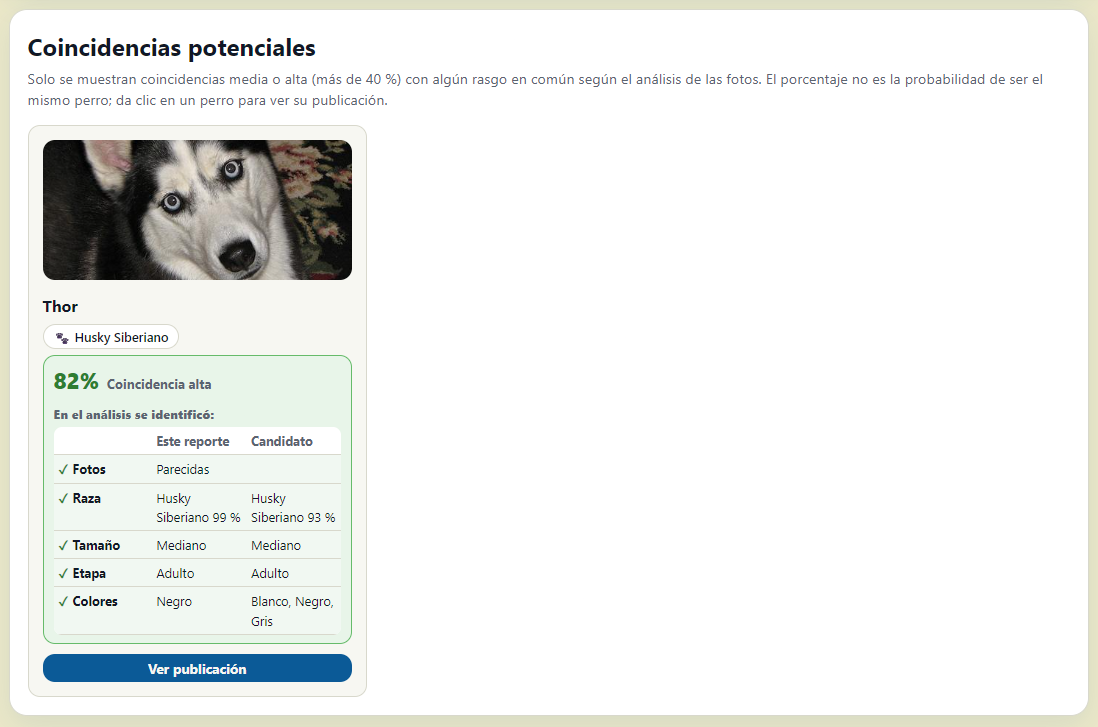 Coincidencias potenciales
Solo se muestran coincidencias media o alta (más de 40 %) con algún rasgo en común según el análisis de las fotos. El porcentaje no es la probabilidad de ser el
mismo perro; da clic en un perro para ver su publicación.
Thor
Husky Siberiano
82% Coincidencia alta
En el análisis se identificó:
Este reporte Candidato
✓ Fotos Parecidas
✓ Raza Husky Husky
Siberiano 99 % Siberiano 93 %
✓ Tamaño Mediano Mediano
✓ Etapa Adulto Adulto
✓ Colores Negro Blanco, Negro,
Gris
Ver publicación